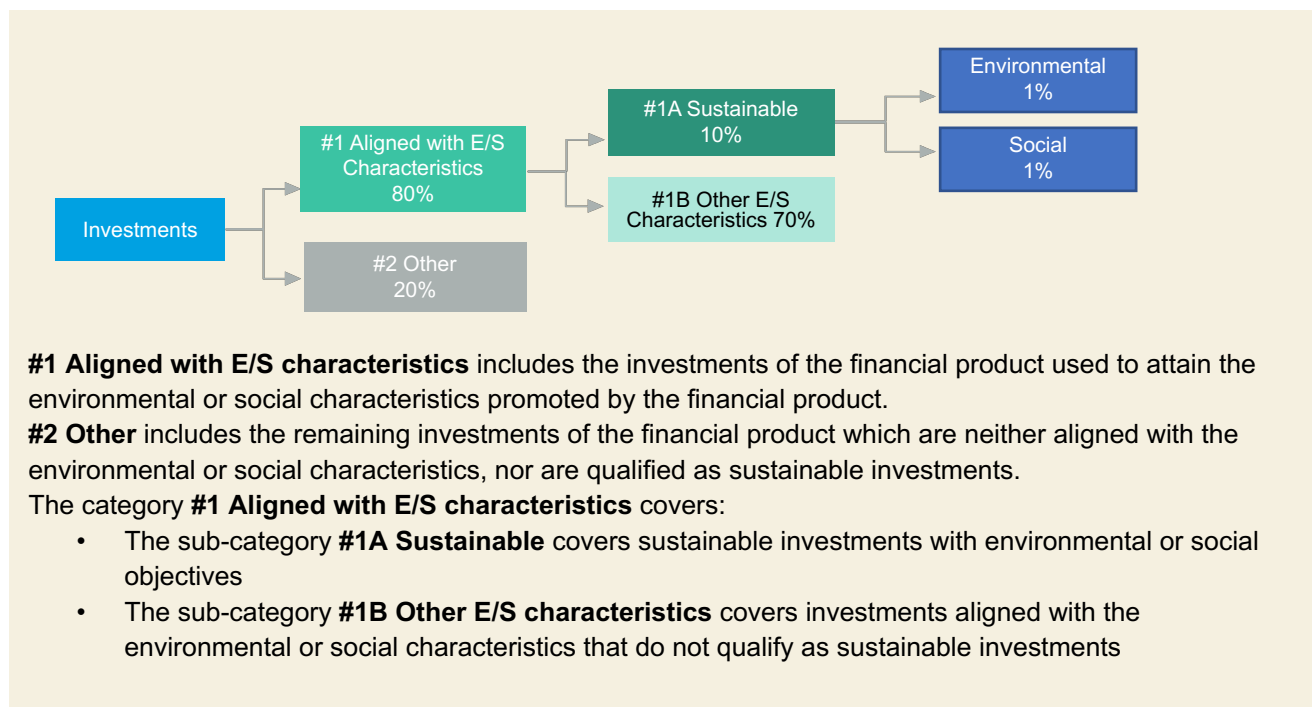 Environmental
1%
#1A Sustainable
10%
Social
1%
#1 Aligned with E/S
Characteristics
80%
#1B Other E/S
Characteristics 70%
Investments
#2 Other
20%
#1 Aligned with E/S characteristics includes the investments of the financial product used to attain the
environmental or social characteristics promoted by the financial product.
#2 Other includes the remaining investments of the financial product which are neither aligned with the
environmental or social characteristics, nor are qualified as sustainable investments.
The category #1 Aligned with E/S characteristics covers:
• The sub-category #1A Sustainable covers sustainable investments with environmental or social
objectives
• The sub-category #1B Other E/S characteristics covers investments aligned with the
environmental or social characteristics that do not qualify as sustainable investments